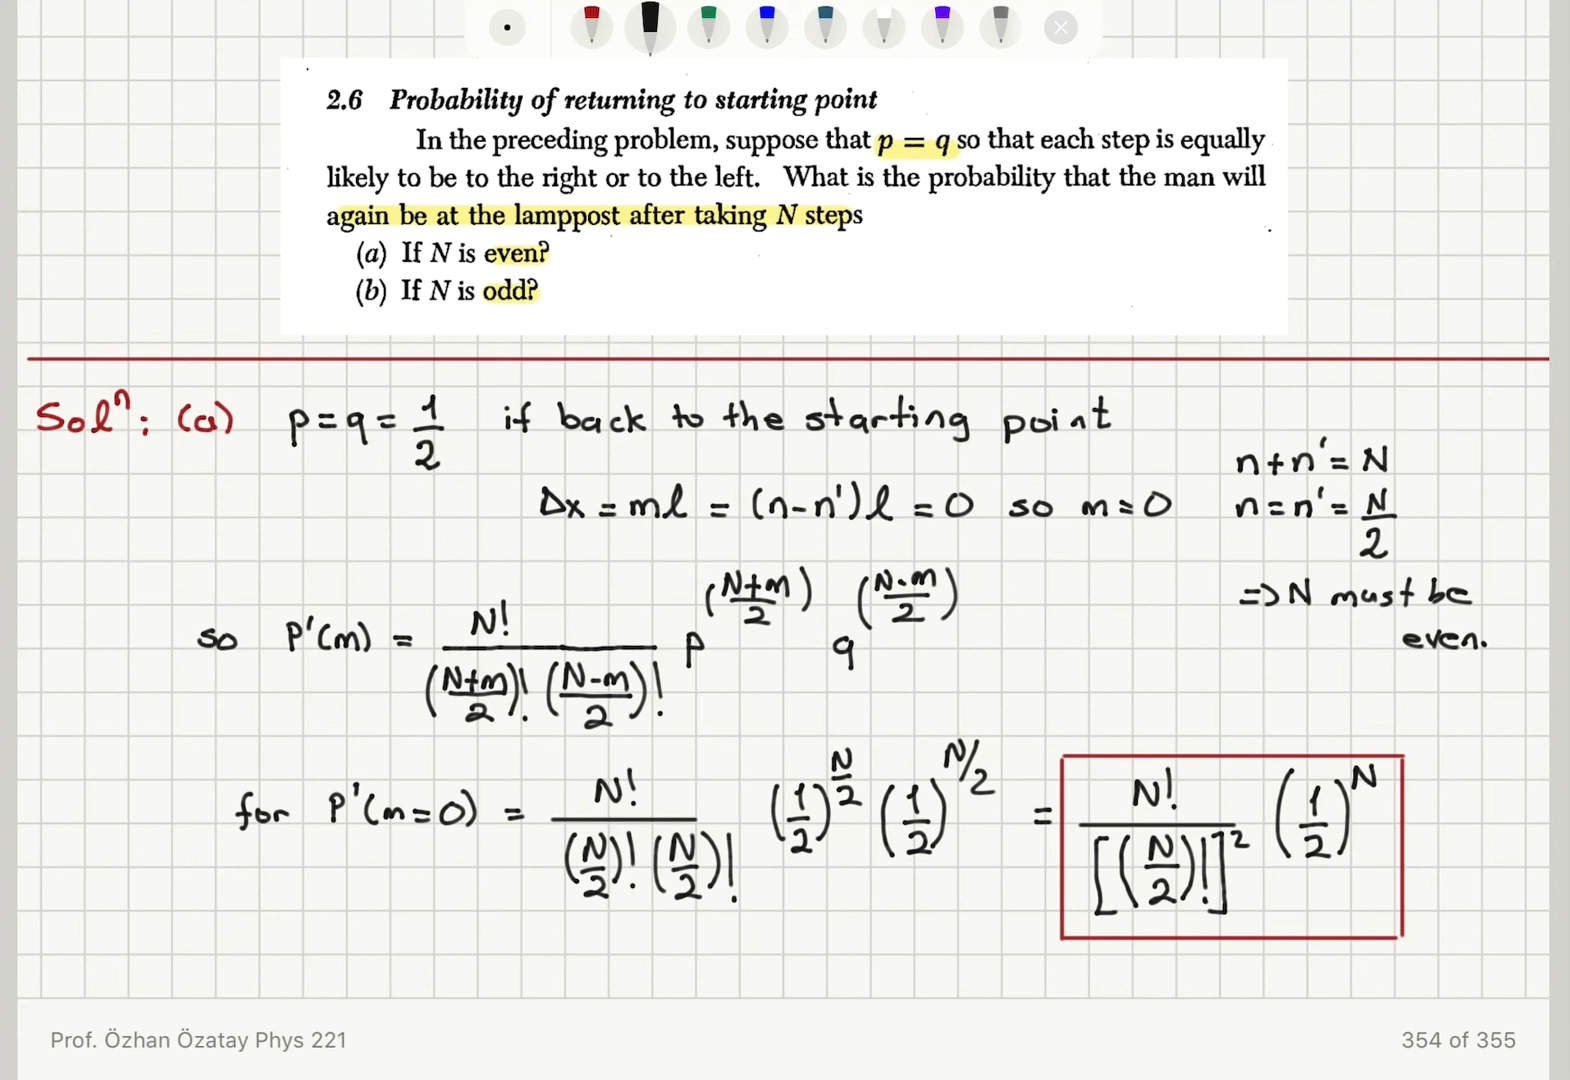 2.6 Probability of returning to starting point
In the preceding problem, suppose that p = q so that each step is equally
likely to be to the right or to the left. What is the probability that the man will
again be at the lamppost after taking N steps
(a) If N is even?
(b) If N is odd?
Solⁿ: (a) p=q=1/2 if back to the starting point
Δx = ml = (n-n')l = 0 so m=0
n+n'=N
n=n'=N/2
=> N must be
even.
so P'(m) = N!/((N+m)/2)!((N-m)/2)! p^((N+m)/2) q^((N-m)/2)
for P'(m=0) = N!/(N/2)!(N/2)! (1/2)^(N/2) (1/2)^(N/2) = N!/[(N/2)!]² (1/2)^N
Prof. Özhan Özatay Phys 221
354 of 355